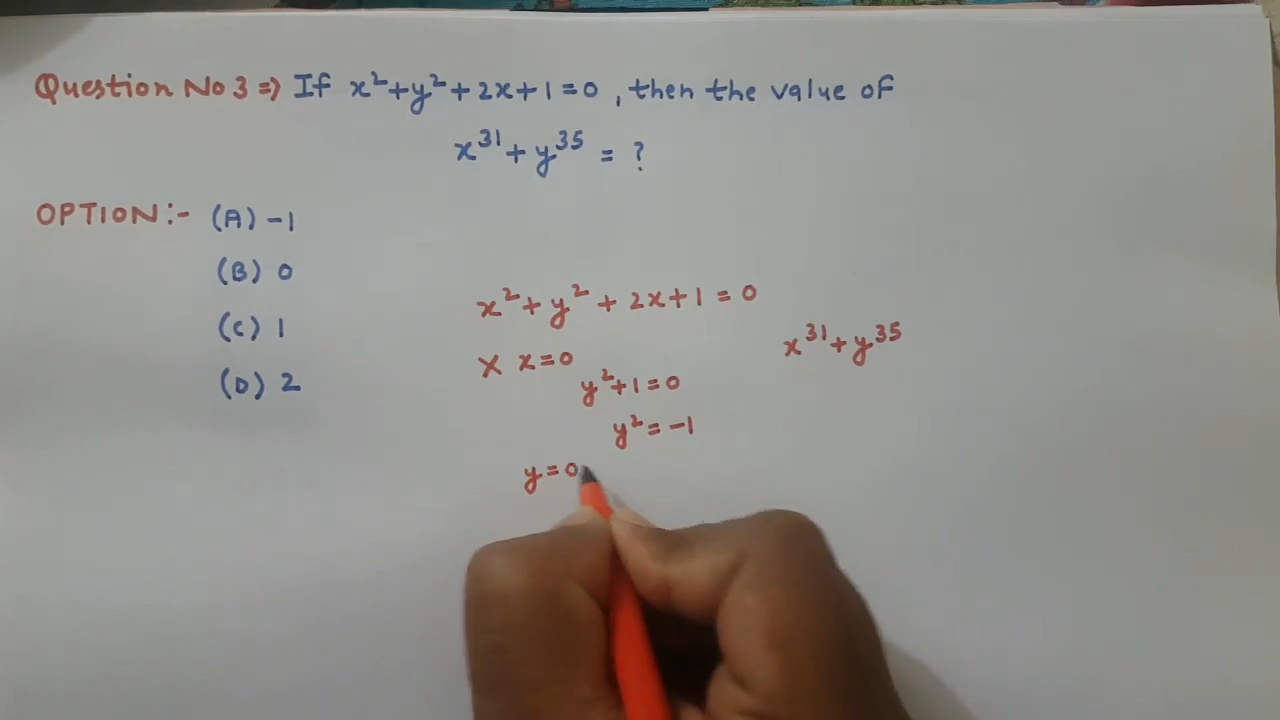 Question No 3 => If x²+y²+2x+1=0, then the value of
x³¹+y³⁵ = ?
OPTION:- (A) -1
(B) 0
(C) 1
(D) 2
x²+y²+2x+1=0
x³¹+y³⁵
X x=0
y²+1=0
y²=-1
y=0